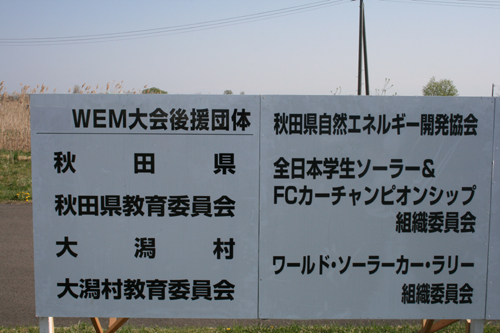 WEM大会後援団体
秋田県
秋田県教育委員会
大潟村
大潟村教育委員会
秋田県自然エネルギー開発協会
全日本学生ソーラー&
FCカーチャンピオンシップ
組織委員会
ワールド・ソーラーカー・ラリー
組織委員会